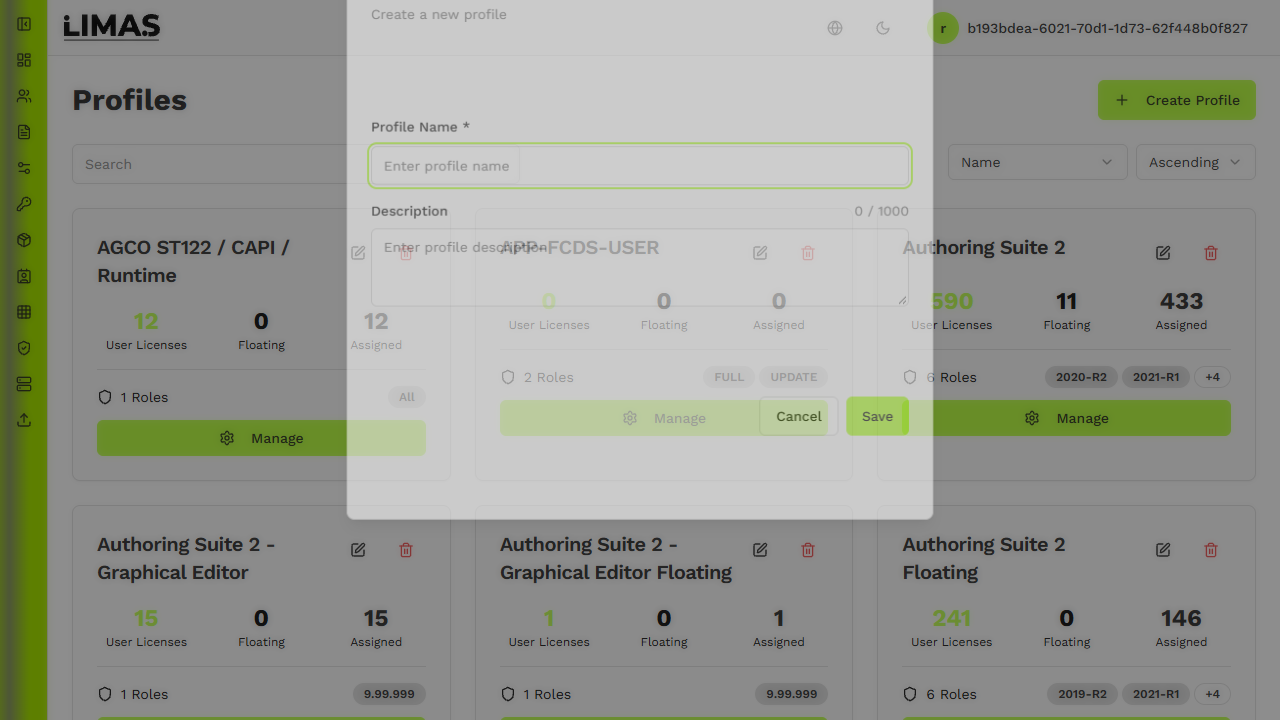 LIMAS
Create a new profile
r
b193bdea-6021-70d1-1d73-62f448b0f827
Profiles
Create Profile
Profile Name *
Search
Enter profile name
Name
Ascending
Description
0 / 1000
Enter profile description
AGCO ST122 / CAPI /
Runtime
12
User Licenses
0
Floating
12
Assigned
1 Roles
All
Manage
APP-FCDS-USER
0
User Licenses
0
Floating
0
Assigned
2 Roles
FULL
UPDATE
Manage
Cancel
Save
Authoring Suite 2
590
User Licenses
11
Floating
433
Assigned
6 Roles
2020-R2
2021-R1
+4
Manage
Authoring Suite 2 -
Graphical Editor
15
User Licenses
0
Floating
15
Assigned
1 Roles
9.99.999
Authoring Suite 2 -
Graphical Editor Floating
1
User Licenses
0
Floating
1
Assigned
1 Roles
9.99.999
Authoring Suite 2
Floating
241
User Licenses
0
Floating
146
Assigned
6 Roles
2019-R2
2021-R1
+4